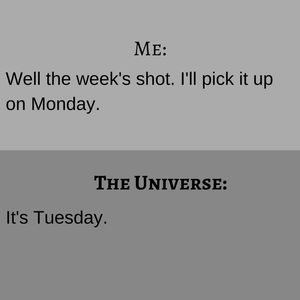 Me:
Well the week's shot. I'll pick it up
on Monday.
The Universe:
It's Tuesday.